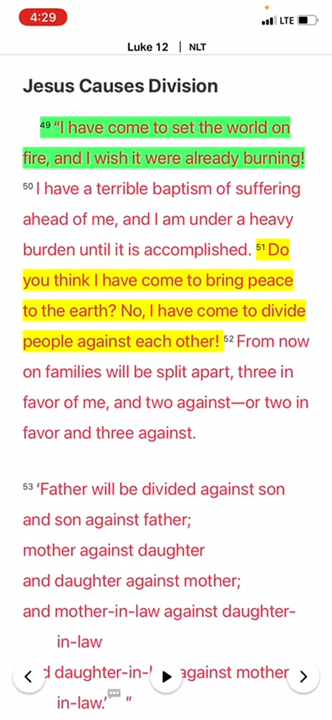 4:29
LTE
Luke 12 | NLT
Jesus Causes Division
49 “I have come to set the world on
fire, and I wish it were already burning!
50 I have a terrible baptism of suffering
ahead of me, and I am under a heavy
burden until it is accomplished. 51 Do
you think I have come to bring peace
to the earth? No, I have come to divide
people against each other! 52 From now
on families will be split apart, three in
favor of me, and two against—or two in
favor and three against.
53 ‘Father will be divided against son
and son against father;
mother against daughter
and daughter against mother;
and mother-in-law against daughter-
in-law
d daughter-in-l against mother
in-law.’ ”